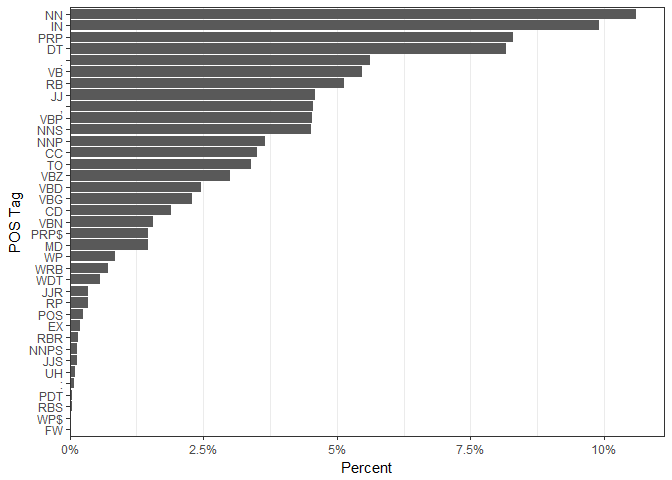 NN
IN
PRP
DT
.
VB
RB
JJ
,
VBP
NNS
NNP
CC
TO
VBZ
VBD
VBG
CD
VBN
PRP$
MD
WP
WRB
WDT
JJR
RP
POS
EX
RBR
NNPS
JJS
UH
:
PDT
RBS
WP$
FW
POS Tag
0%
2.5%
5%
7.5%
10%
Percent